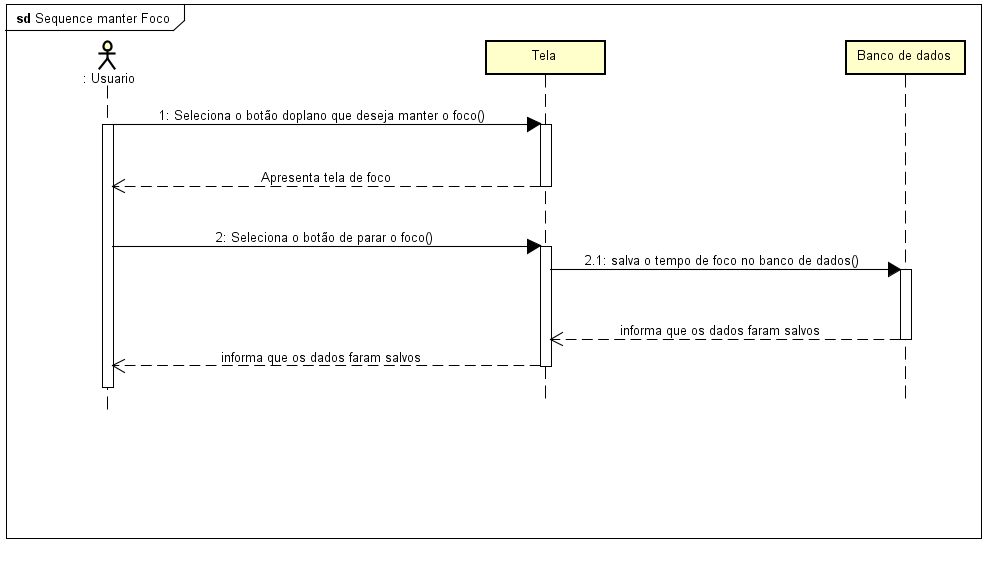 sd Sequence manter Foco
: Usuario
Tela
Banco de dados
1: Seleciona o botão doplano que deseja manter o foco()
Apresenta tela de foco
2: Seleciona o botão de parar o foco()
2.1: salva o tempo de foco no banco de dados()
informa que os dados faram salvos
informa que os dados faram salvos